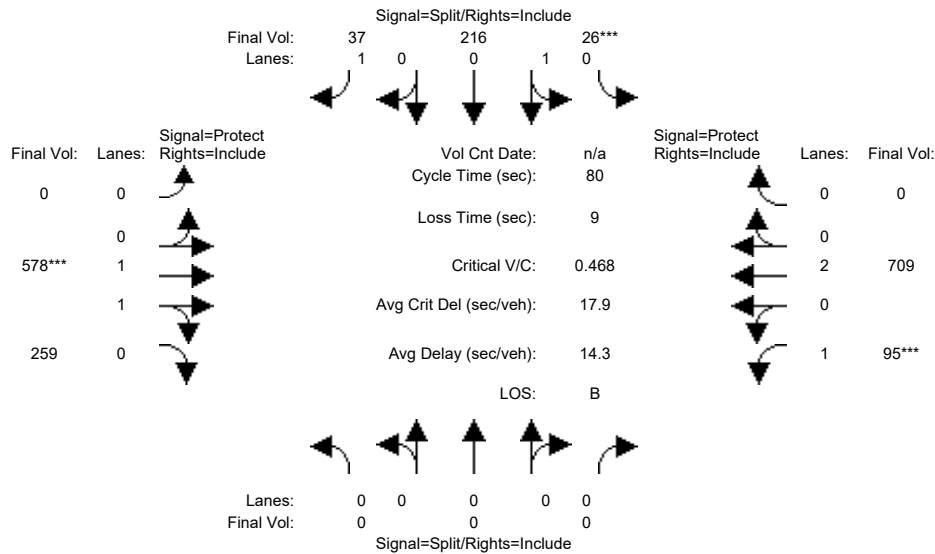 Signal=Split/Rights=Include
Final Vol: 37 216 26***
Lanes: 1 0 0 1 0
Signal=Protect
Final Vol: Lanes: Rights=Include
Vol Cnt Date: n/a
Signal=Protect
Rights=Include Lanes: Final Vol:
Cycle Time (sec): 80
0 0
0 0
Loss Time (sec): 9
0
0
578*** 1
Critical V/C: 0.468
2 709
1
Avg Crit Del (sec/veh): 17.9
0
259 0
Avg Delay (sec/veh): 14.3
1 95***
LOS: B
Lanes: 0 0 0 0 0
Final Vol: 0 0 0
Signal=Split/Rights=Include